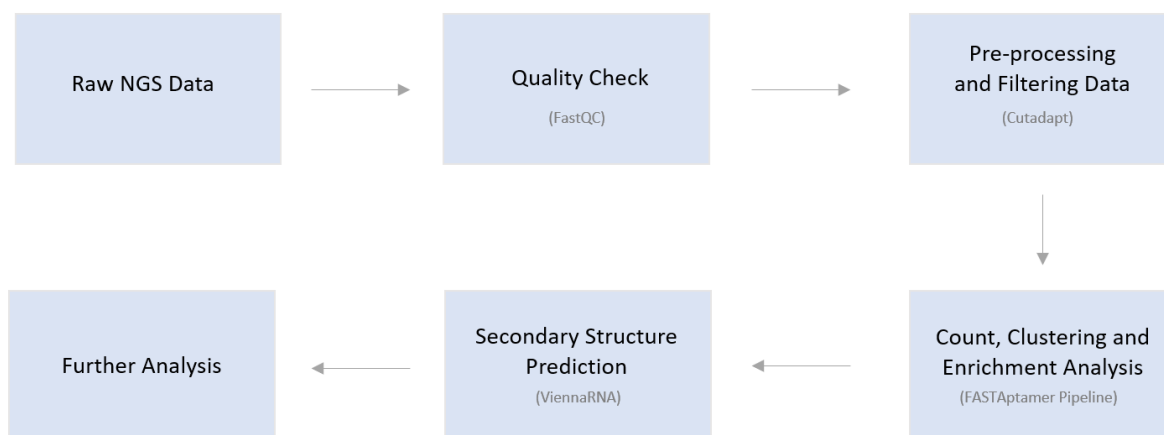 Raw NGS Data
Quality Check
(FastQC)
Pre-processing
and Filtering Data
(Cutadapt)
Count, Clustering and
Enrichment Analysis
(FASTAptamer Pipeline)
Secondary Structure
Prediction
(ViennaRNA)
Further Analysis